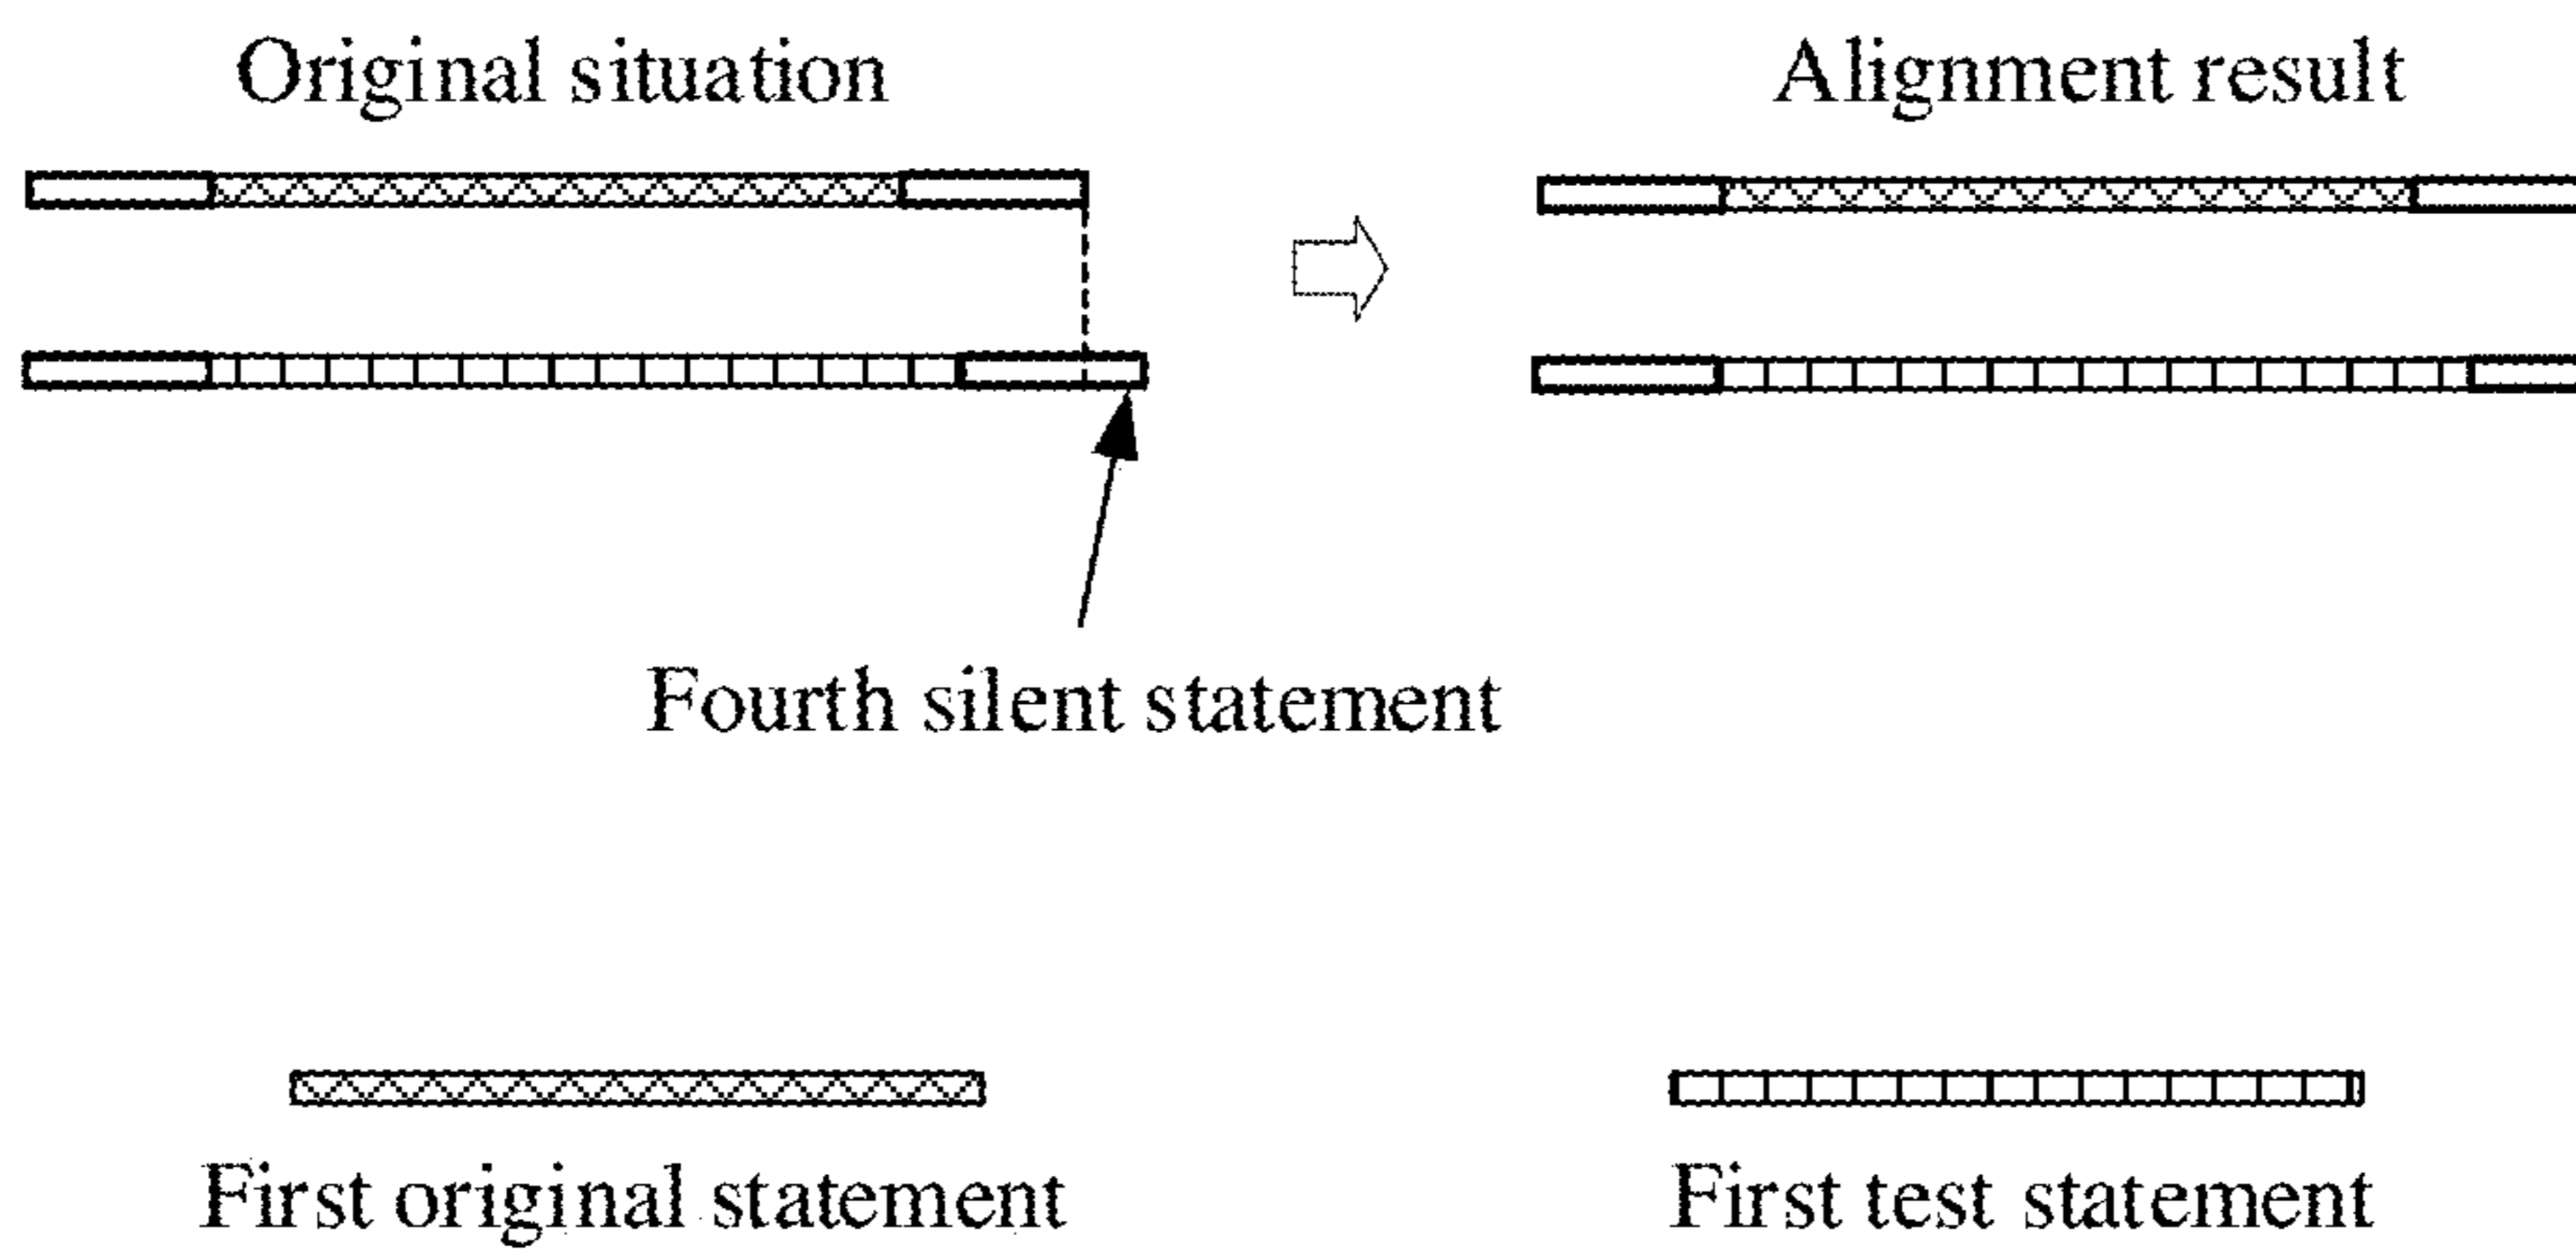 Original situation
Alignment result
Fourth silent statement
First original statement
First test statement